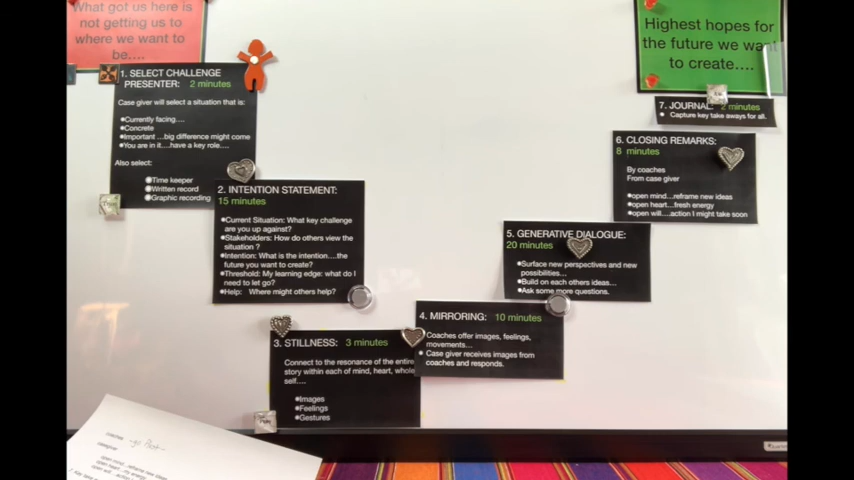 What got us here is
not getting us to
where we want to
be....
1. SELECT CHALLENGE
PRESENTER: 2 minutes
Case giver will select a situation that is:
●Currently facing....
●Concrete
●Important ...big difference might come
●You are in it....have a key role....
Also select:
●Time keeper
●Written record
●Graphic recording
2. INTENTION STATEMENT:
15 minutes
●Current Situation: What key challenge
are you up against?
●Stakeholders: How do others view the
situation ?
●Intention: What is the intention....the
future you want to create?
●Threshold: My learning edge: what do I
need to let go?
●Help: Where might others help?
3. STILLNESS: 3 minutes
Connect to the resonance of the entire
story within each of mind, heart, whole
self....
●Images
●Feelings
●Gestures
4. MIRRORING: 10 minutes
Coaches offer images, feelings,
movements...
● Case giver receives images from
coaches and responds.
5. GENERATIVE DIALOGUE:
20 minutes
●Surface new perspectives and new
possibilities...
●Build on each others ideas...
●Ask some more questions.
6. CLOSING REMARKS:
8 minutes
By coaches
From case giver
●open mind...reframe new ideas
●open heart...fresh energy
●open will....action I might take soon
7. JOURNAL: 2 minutes
● Capture key take aways for all.
Highest hopes for
the future we want
to create....
coaches
casegiver
open mind...reframe new ideas